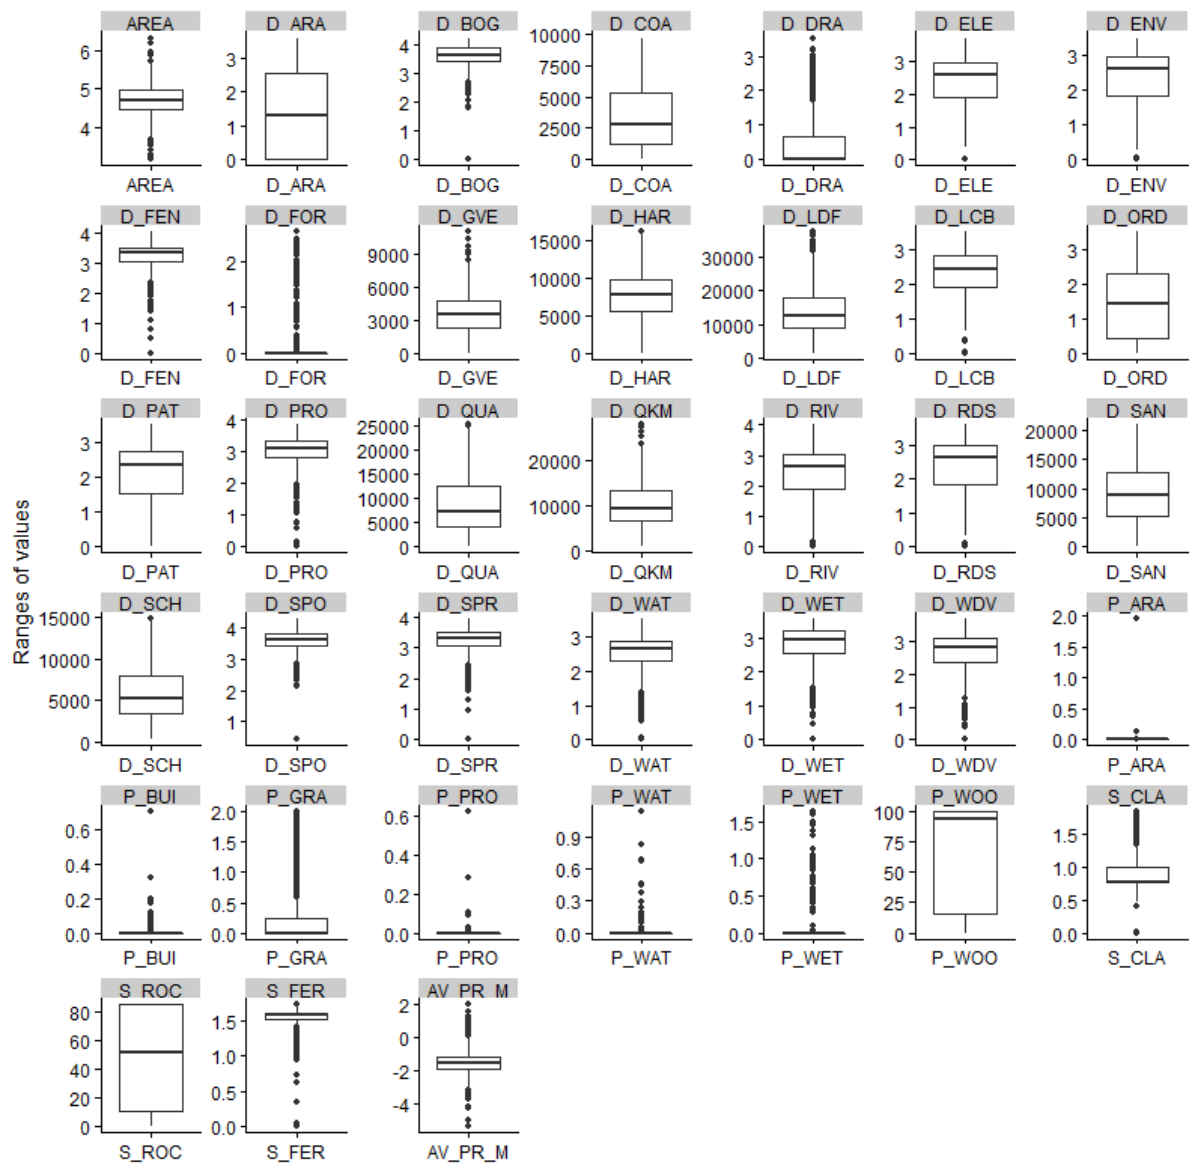 AREA D_ARA D_BOG D_COA D_DRA D_ELE D_ENV
6 5 4
3 2 1 0
4 3 2 1 0
10000 7500 5000 2500 0
3 2 1 0
3 2 1 0
3 2 1 0
AREA D_ARA D_BOG D_COA D_DRA D_ELE D_ENV
D_FEN D_FOR D_GVE D_HAR D_LDF D_LCB D_ORD
4 3 2 1 0
2 1 0
9000 6000 3000 0
15000 10000 5000 0
30000 20000 10000 0
3 2 1 0
3 2 1 0
D_FEN D_FOR D_GVE D_HAR D_LDF D_LCB D_ORD
Ranges of values
D_PAT D_PRO D_QUA D_QKM D_RIV D_RDS D_SAN
3 2 1 0
4 3 2 1 0
25000 20000 15000 10000 5000 0
20000 10000 0
4 3 2 1 0
3 2 1 0
20000 15000 10000 5000 0
D_PAT D_PRO D_QUA D_QKM D_RIV D_RDS D_SAN
D_SCH D_SPO D_SPR D_WAT D_WET D_WDV P_ARA
15000 10000 5000 0
4 3 2 1
4 3 2 1 0
3 2 1 0
3 2 1 0
3 2 1 0
2.0 1.5 1.0 0.5 0.0
D_SCH D_SPO D_SPR D_WAT D_WET D_WDV P_ARA
P_BUI P_GRA P_PRO P_WAT P_WET P_WOO S_CLA
0.6 0.4 0.2 0.0
2.0 1.5 1.0 0.5 0.0
0.6 0.4 0.2 0.0
0.9 0.6 0.3 0.0
1.5 1.0 0.5 0.0
100 75 50 25 0
1.5 1.0 0.5 0.0
P_BUI P_GRA P_PRO P_WAT P_WET P_WOO S_CLA
S_ROC S_FER AV_PR_M
80 60 40 20 0
1.5 1.0 0.5 0.0
2 0 -2 -4
S_ROC S_FER AV_PR_M